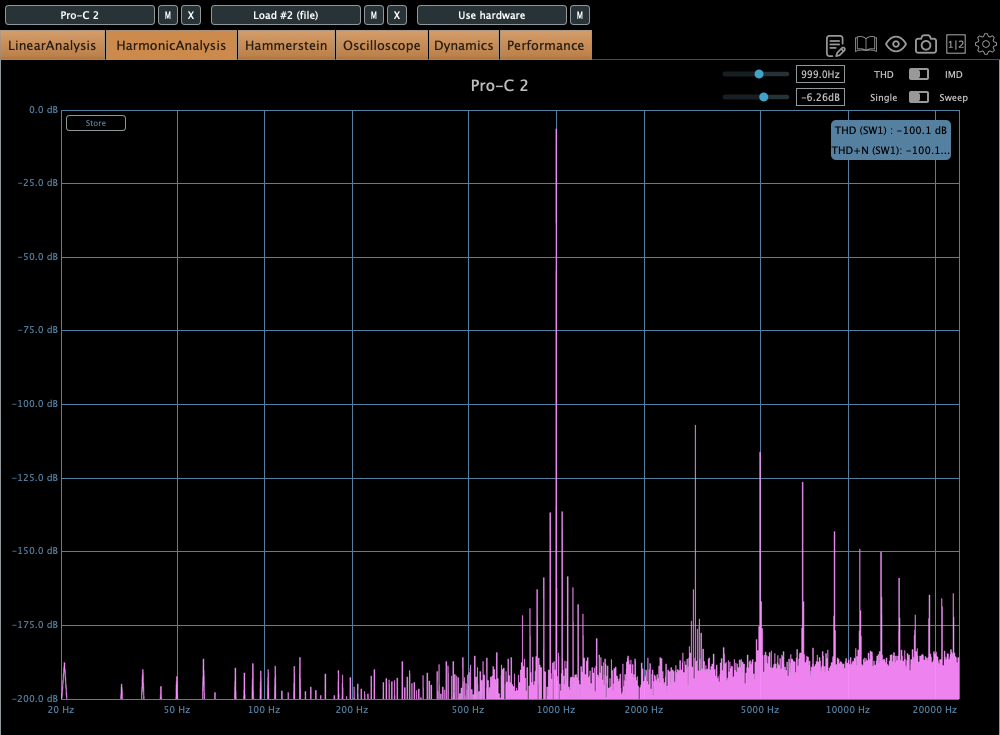 Pro-C 2 M X Load #2 (file) M X Use hardware M
LinearAnalysis HarmonicAnalysis Hammerstein Oscilloscope Dynamics Performance
1|2
Pro-C 2
999.0Hz THD IMD
-6.26dB Single Sweep
Store
THD (SW1) : -100.1 dB
THD+N (SW1): -100.1...
0.0 dB
-25.0 dB
-50.0 dB
-75.0 dB
-100.0 dB
-125.0 dB
-150.0 dB
-175.0 dB
-200.0 dB
20 Hz 50 Hz 100 Hz 200 Hz 500 Hz 1000 Hz 2000 Hz 5000 Hz 10000 Hz 20000 Hz